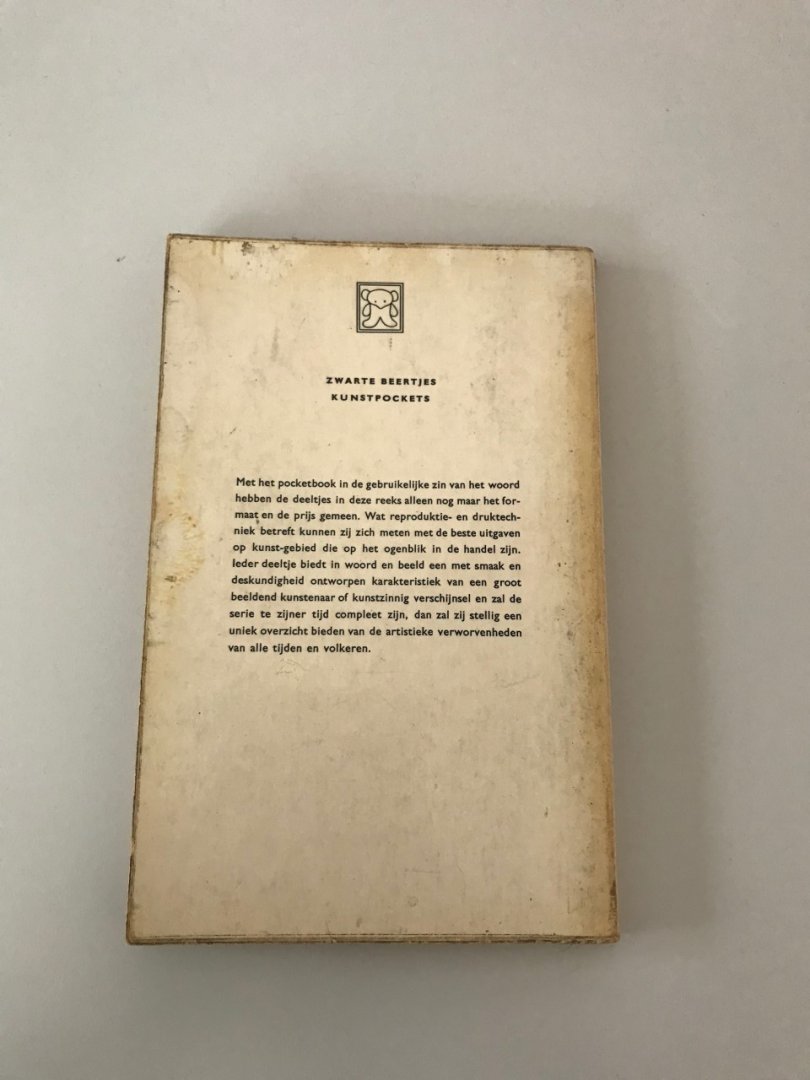 ZWARTE BEERTJES
KUNSTPOCKETS
Met het pocketbook in de gebruikelijke zin van het woord
hebben de deeltjes in deze reeks alleen nog maar het for-
maat en de prijs gemeen. Wat reproduktie- en druktech-
niek betreft kunnen zij zich meten met de beste uitgaven
op kunst-gebied die op het ogenblik in de handel zijn.
Ieder deeltje biedt in woord en beeld een met smaak en
deskundigheid ontworpen karakteristiek van een groot
beeldend kunstenaar of kunstzinnig verschijnsel en zal de
serie te zijner tijd compleet zijn, dan zal zij stellig een
uniek overzicht bieden van de artistieke verworvenheden
van alle tijden en volkeren.